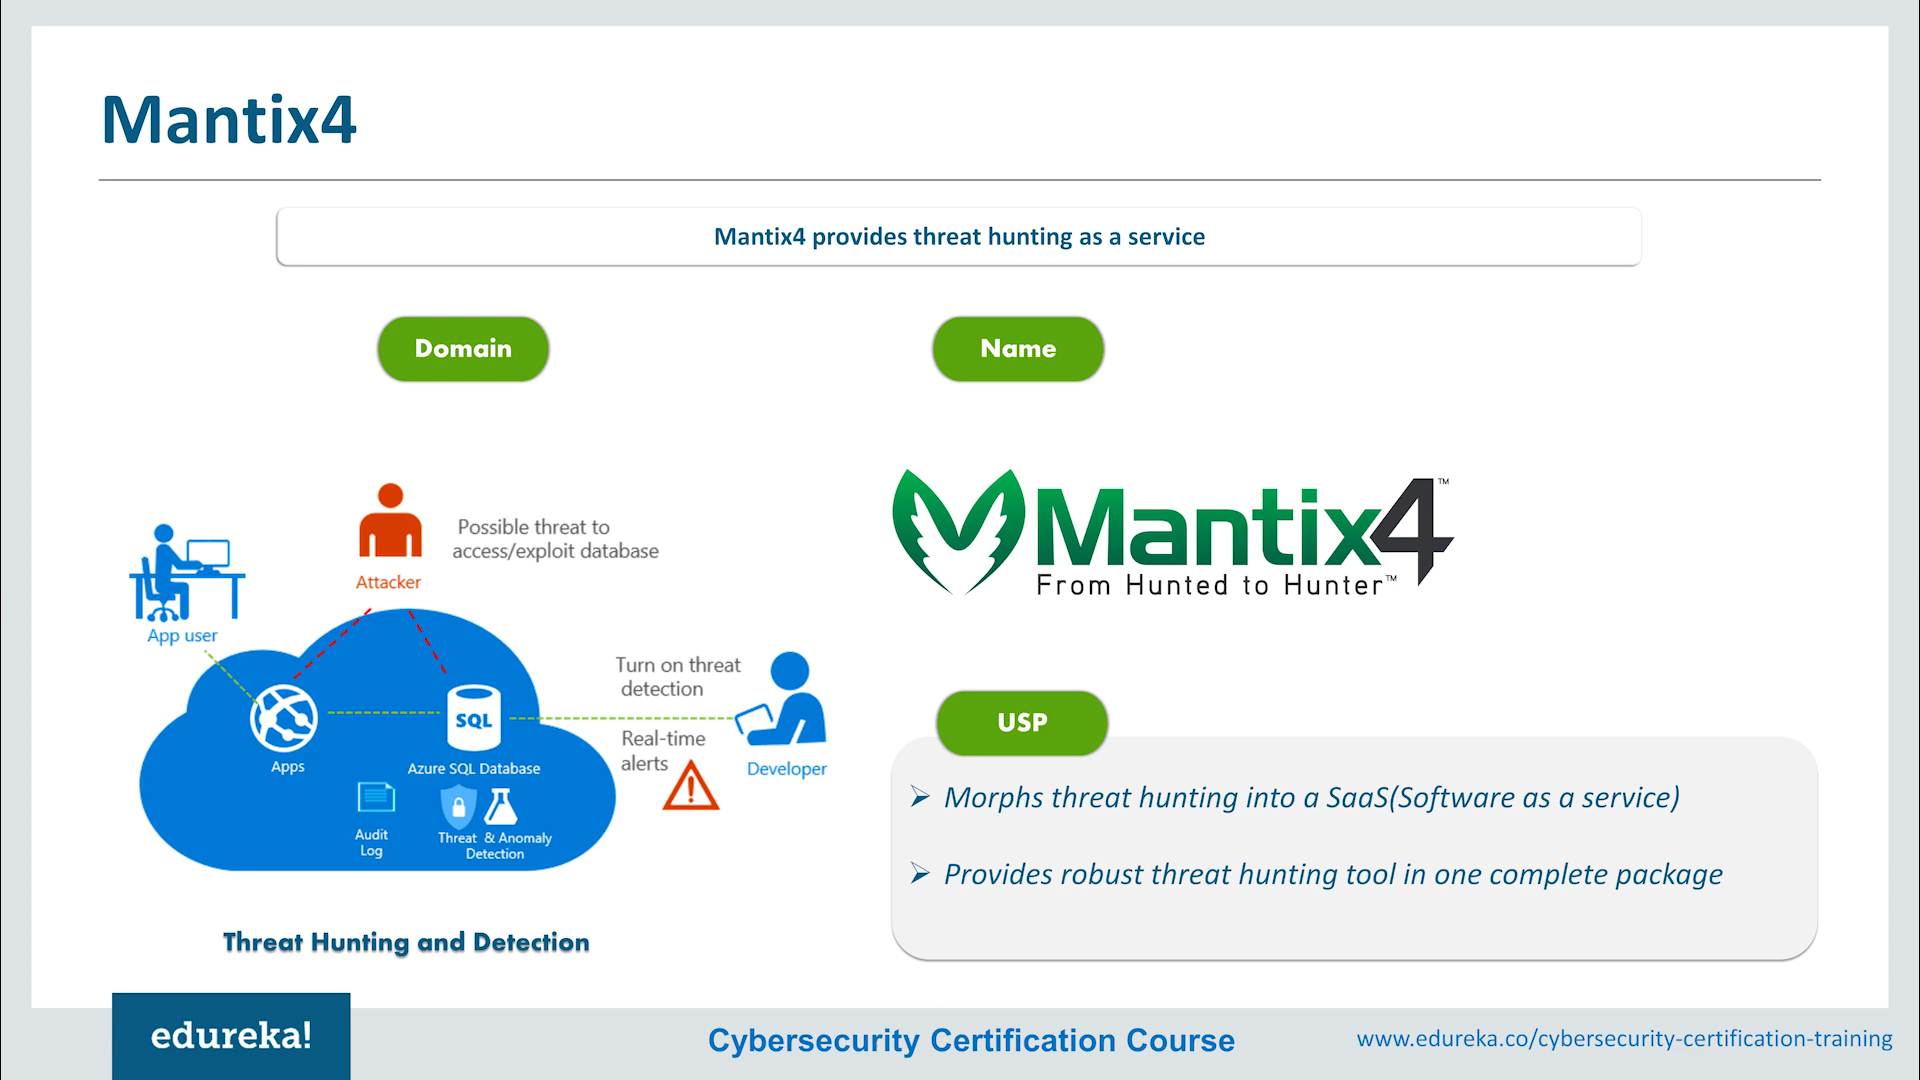 Mantix4
Mantix4 provides threat hunting as a service
Domain
Name
Possible threat to
access/exploit database
Attacker
App user
Turn on threat
detection
Real-time
alerts
Developer
SQL
Apps
Azure SQL Database
Audit
Log
Threat & Anomaly
Detection
Threat Hunting and Detection
Mantix4™
From Hunted to Hunter™
USP
➢ Morphs threat hunting into a SaaS(Software as a service)
➢ Provides robust threat hunting tool in one complete package
edureka!
Cybersecurity Certification Course
www.edureka.co/cybersecurity-certification-training